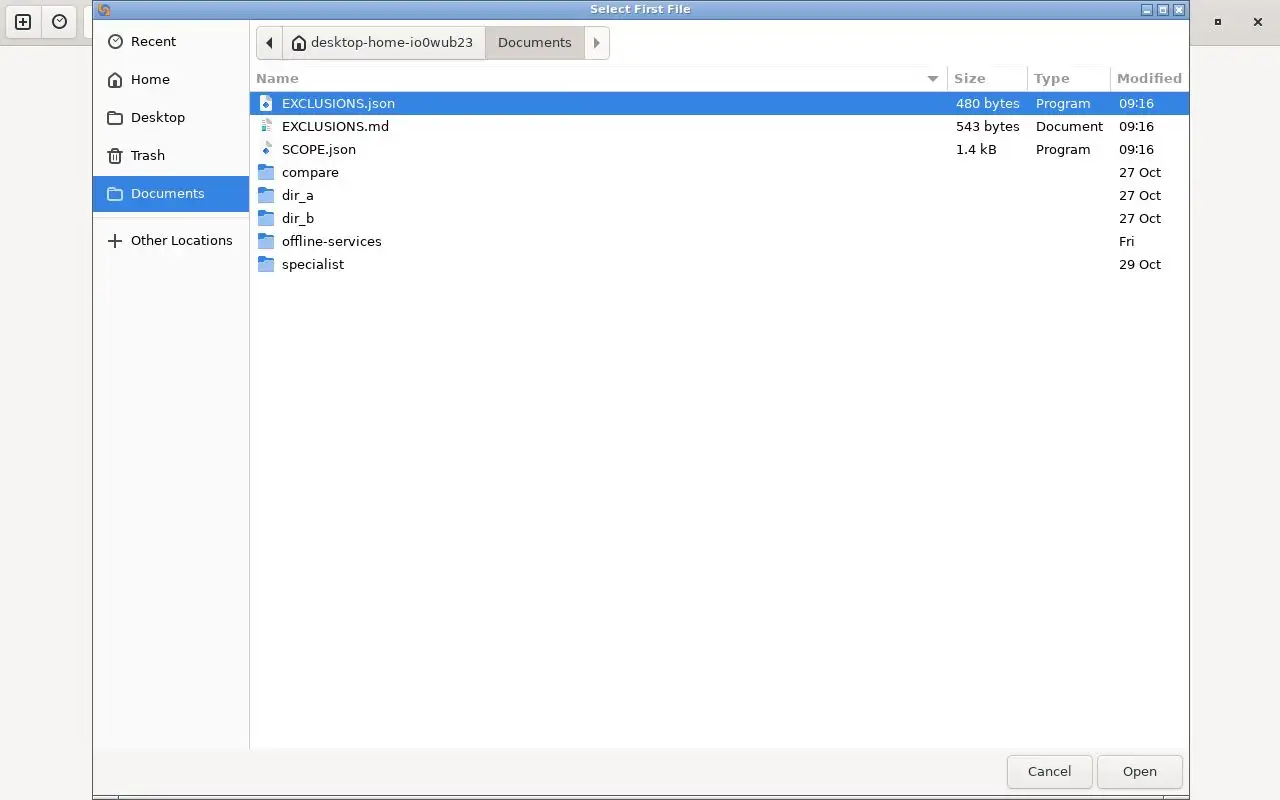 Select First File
Recent
Home
Desktop
Trash
Documents
Other Locations
desktop-home-io0wub23 Documents
Name Size Type Modified
EXCLUSIONS.json 480 bytes Program 09:16
EXCLUSIONS.md 543 bytes Document 09:16
SCOPE.json 1.4 kB Program 09:16
compare 27 Oct
dir_a 27 Oct
dir_b 27 Oct
offline-services Fri
specialist 29 Oct
Cancel Open